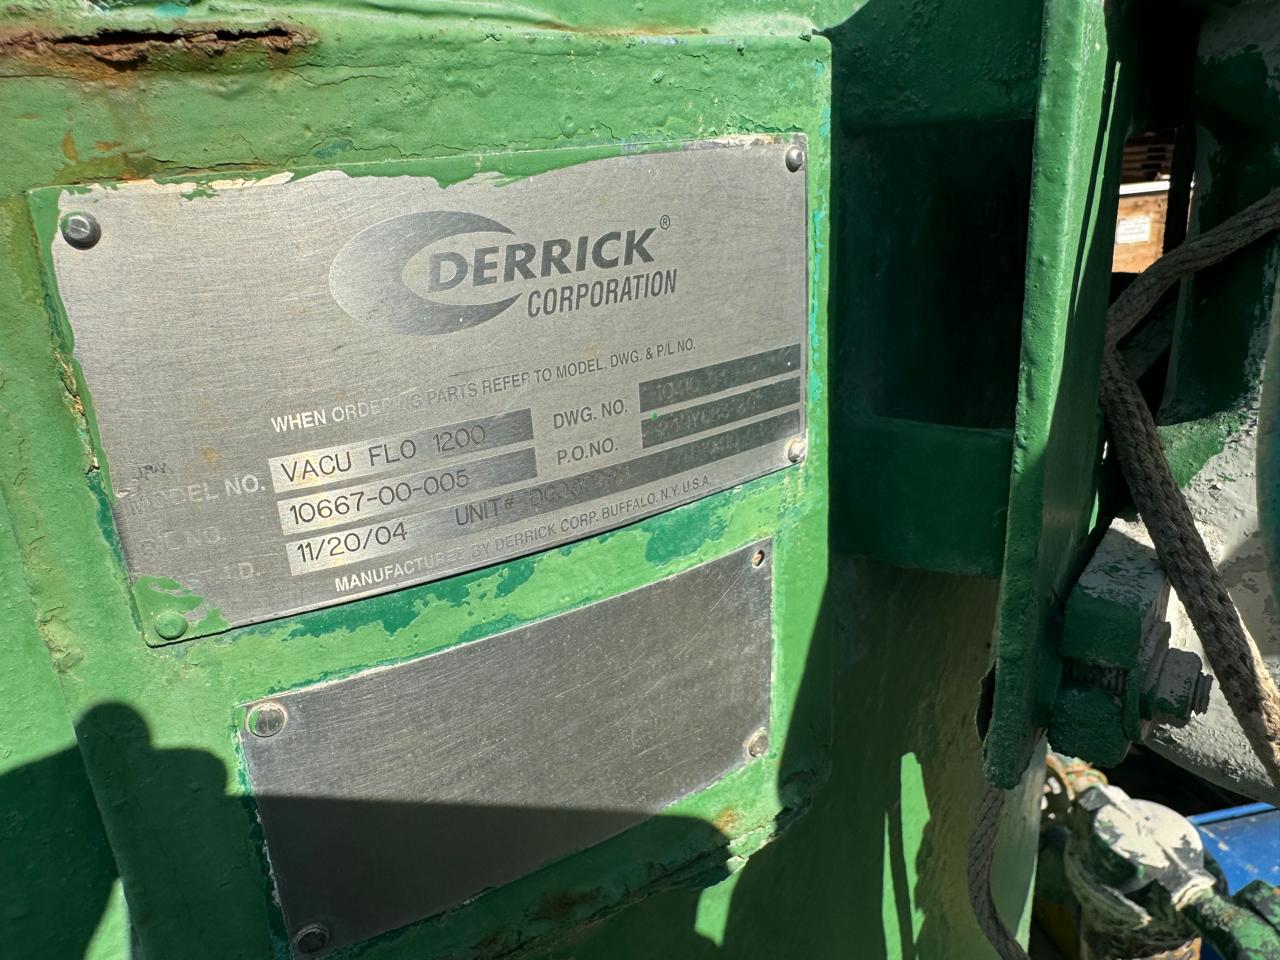 DERRICK®
CORPORATION
WHEN ORDERING PARTS REFER TO MODEL, DWG. & P/L NO.
MODEL NO. VACU FLO 1200 DWG. NO.
P/L NO. 10667-00-005 P.O.NO.
11/20/04 UNIT#
MANUFACTURED BY DERRICK CORP. BUFFALO, N.Y. U.S.A.